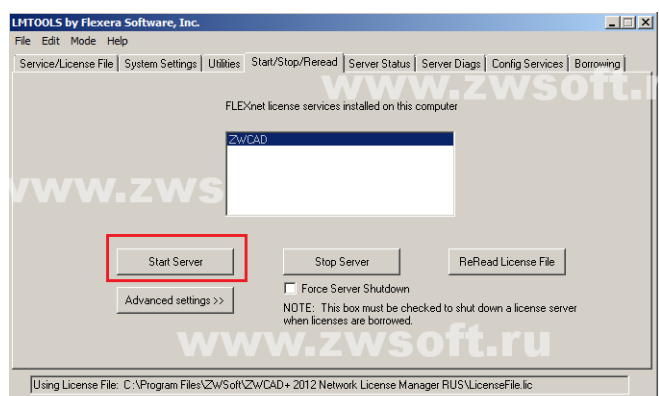 LMTOOLS by Flexera Software, Inc.
File Edit Mode Help
Service/License File System Settings Utilities Start/Stop/Reread Server Status Server Diags Config Services Borrowing
www.zwsoft.r
FLEXnet license services installed on this computer
ZWCAD
www.zws
Start Server Stop Server ReRead License File
Force Server Shutdown
Advanced settings >>
NOTE: This box must be checked to shut down a license server
when licenses are borrowed.
www.zwsoft.ru
Using License File: C:\Program Files\ZWSoft\ZWCAD+ 2012 Network License Manager RUS\LicenseFile.lic